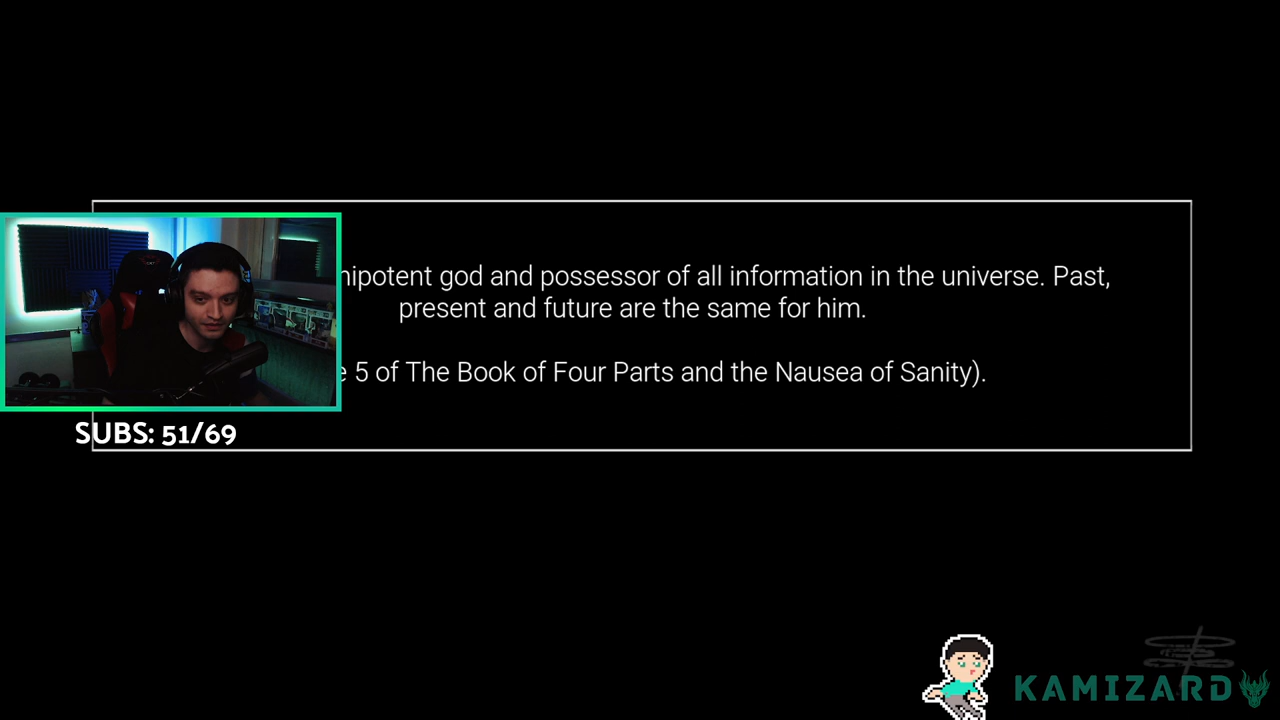 god and possessor of all information in the universe. Past,
present and future are the same for him.
5 of The Book of Four Parts and the Nausea of Sanity).
SUBS: 51/69
KAMIZARD